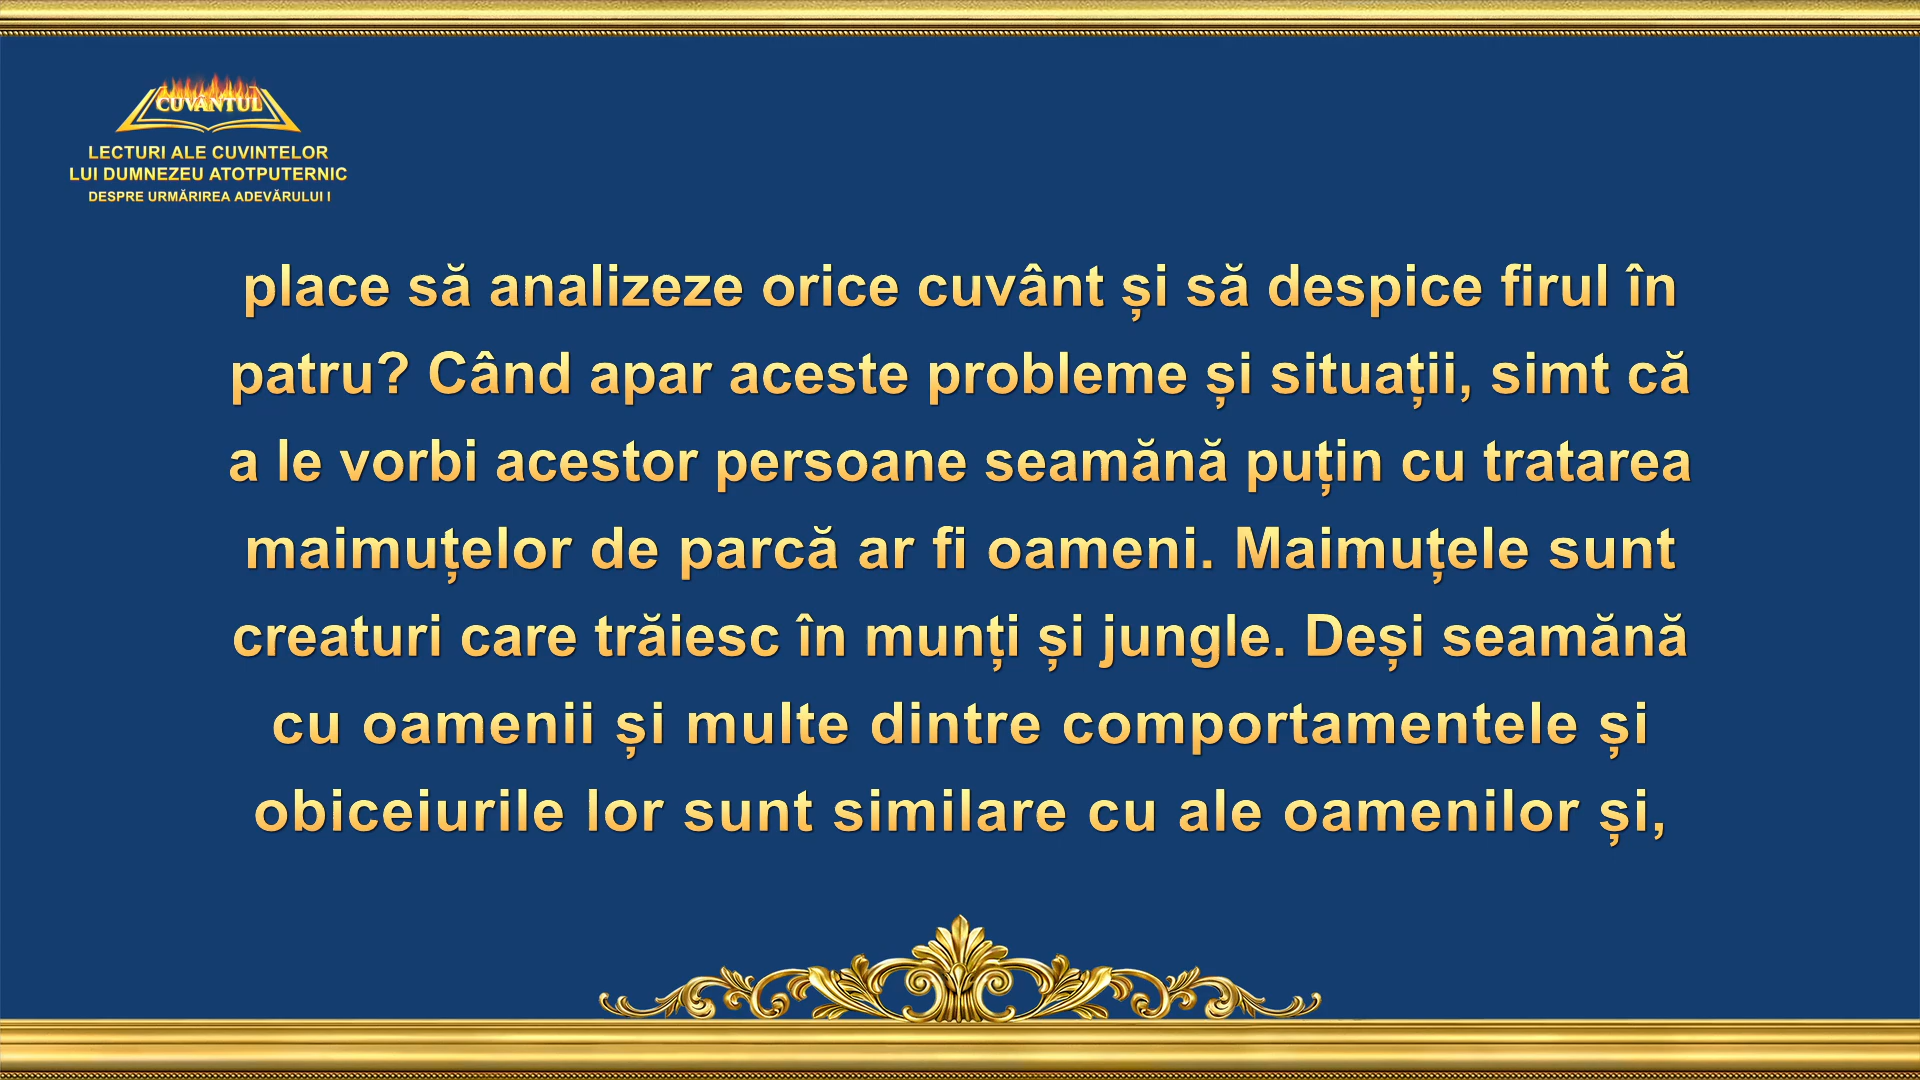 CUVÂNTUL
LECTURI ALE CUVINTELOR
LUI DUMNEZEU ATOTPUTERNIC
DESPRE URMĂRIREA ADEVĂRULUI I
place să analizeze orice cuvânt și să despice firul în
patru? Când apar aceste probleme și situații, simt că
a le vorbi acestor persoane seamănă puțin cu tratarea
maimuțelor de parcă ar fi oameni. Maimuțele sunt
creaturi care trăiesc în munți și jungle. Deși seamănă
cu oamenii și multe dintre comportamentele și
obiceiurile lor sunt similare cu ale oamenilor și,